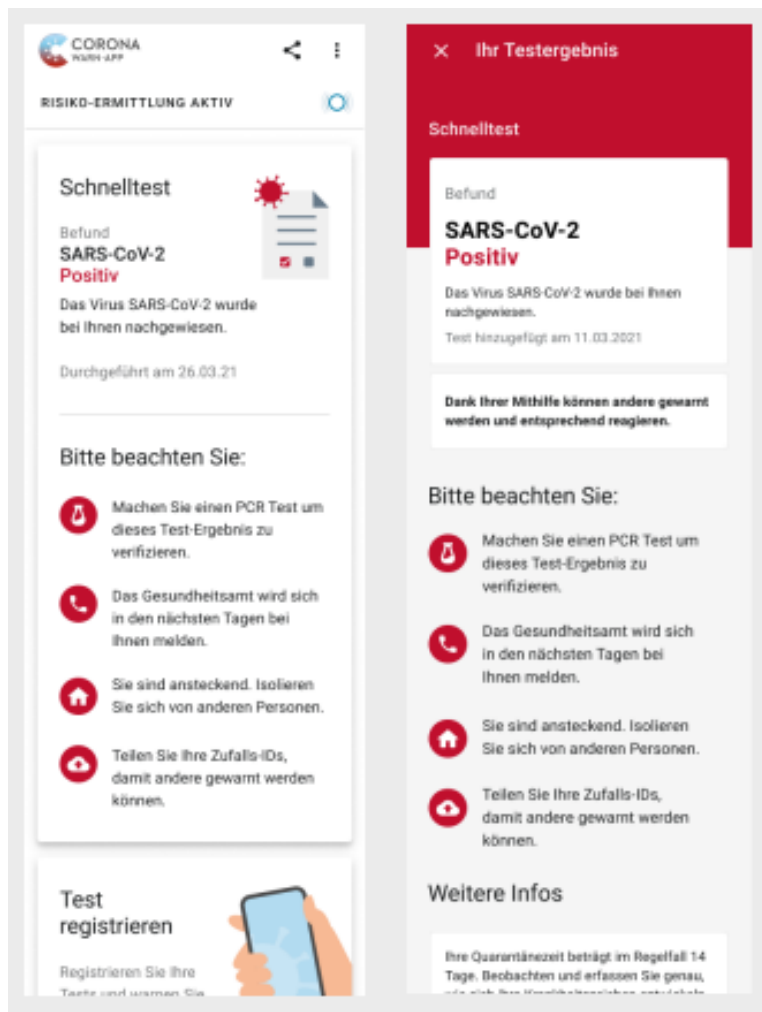 CORONA
WARN-APP
RISIKO-ERMITTLUNG AKTIV
Schnelltest
Befund
SARS-CoV-2
Positiv
Das Virus SARS-CoV-2 wurde
bei Ihnen nachgewiesen.
Durchgeführt am 26.03.21
Bitte beachten Sie:
Machen Sie einen PCR Test um
dieses Test-Ergebnis zu
verifizieren.
Das Gesundheitsamt wird sich
in den nächsten Tagen bei
Ihnen melden.
Sie sind ansteckend. Isolieren
Sie sich von anderen Personen.
Teilen Sie Ihre Zufalls-IDs,
damit andere gewarnt werden
können.
Test
registrieren
Registrieren Sie Ihre
Tests und warnen Sie
Ihr Testergebnis
Schnelltest
Befund
SARS-CoV-2
Positiv
Das Virus SARS-CoV-2 wurde bei Ihnen
nachgewiesen.
Test hinzugefügt am 11.03.2021
Dank Ihrer Mithilfe können andere gewarnt
werden und entsprechend reagieren.
Bitte beachten Sie:
Machen Sie einen PCR Test um
dieses Test-Ergebnis zu
verifizieren.
Das Gesundheitsamt wird sich
in den nächsten Tagen bei
Ihnen melden.
Sie sind ansteckend. Isolieren
Sie sich von anderen Personen.
Teilen Sie Ihre Zufalls-IDs,
damit andere gewarnt werden
können.
Weitere Infos
Ihre Quarantänezeit beträgt im Regelfall 14
Tage. Beobachten und erfassen Sie genau,